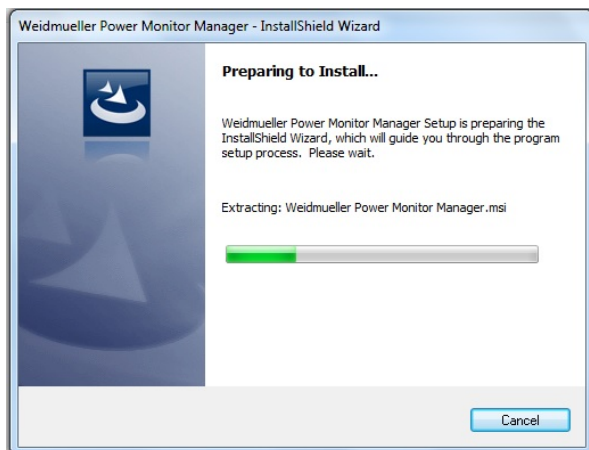 Weidmueller Power Monitor Manager - InstallShield Wizard
Preparing to Install...
Weidmueller Power Monitor Manager Setup is preparing the
InstallShield Wizard, which will guide you through the program
setup process. Please wait.
Extracting: Weidmueller Power Monitor Manager.msi
Cancel